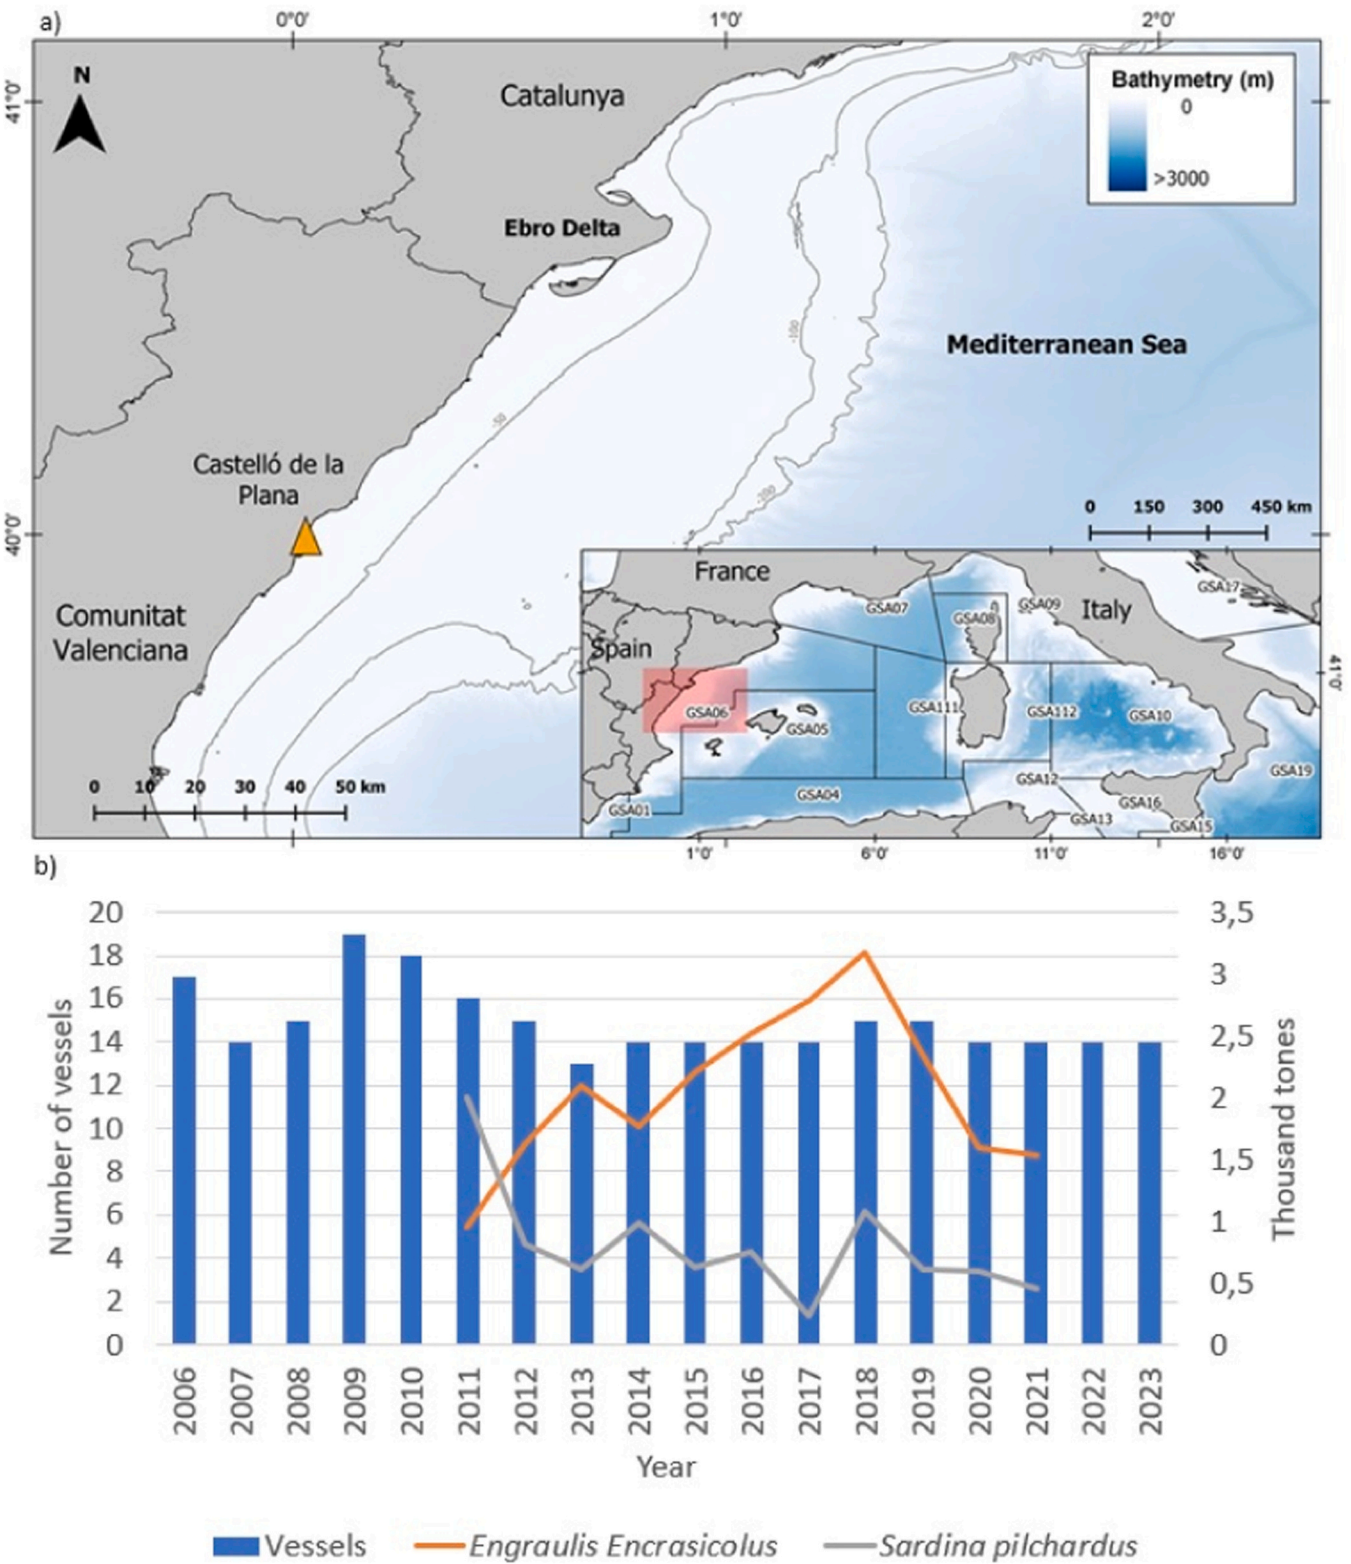 a)
0°0'
1°0'
2°0'
41°0'
40°0'
N
Catalunya
Ebro Delta
Bathymetry (m)
0
>3000
Mediterranean Sea
-100
-50
-200
Castelló de la
Plana
Comunitat
Valenciana
0 10 20 30 40 50 km
0 150 300 450 km
France
Spain
Italy
GSA07
GSA08
GSA09
GSA17
GSA06
GSA05
GSA111
GSA112
GSA10
GSA04
GSA01
GSA12
GSA16
GSA13
GSA15
GSA19
41°0'
1°0'
6°0'
11°0'
16°0'
b)
20
18
16
14
12
10
8
6
4
2
0
Number of vessels
3,5
3
2,5
2
1,5
1
0,5
0
Thousand tones
2006
2007
2008
2009
2010
2011
2012
2013
2014
2015
2016
2017
2018
2019
2020
2021
2022
2023
Year
Vessels
Engraulis Encrasicolus
Sardina pilchardus